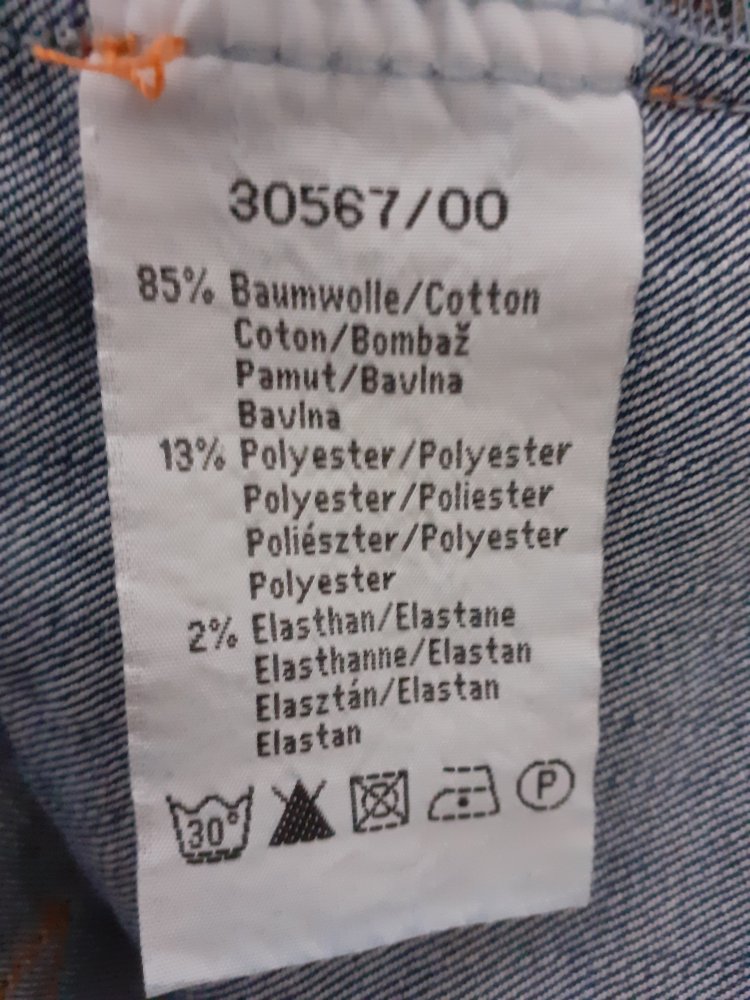 30567/00
85% Baumwolle/Cotton
Coton/Bombaž
Pamut/Bavlna
Bavlna
13% Polyester/Polyester
Polyester/Poliester
Poliészter/Polyester
Polyester
2% Elasthan/Elastane
Elasthanne/Elastan
Elasztán/Elastan
Elastan
30° P